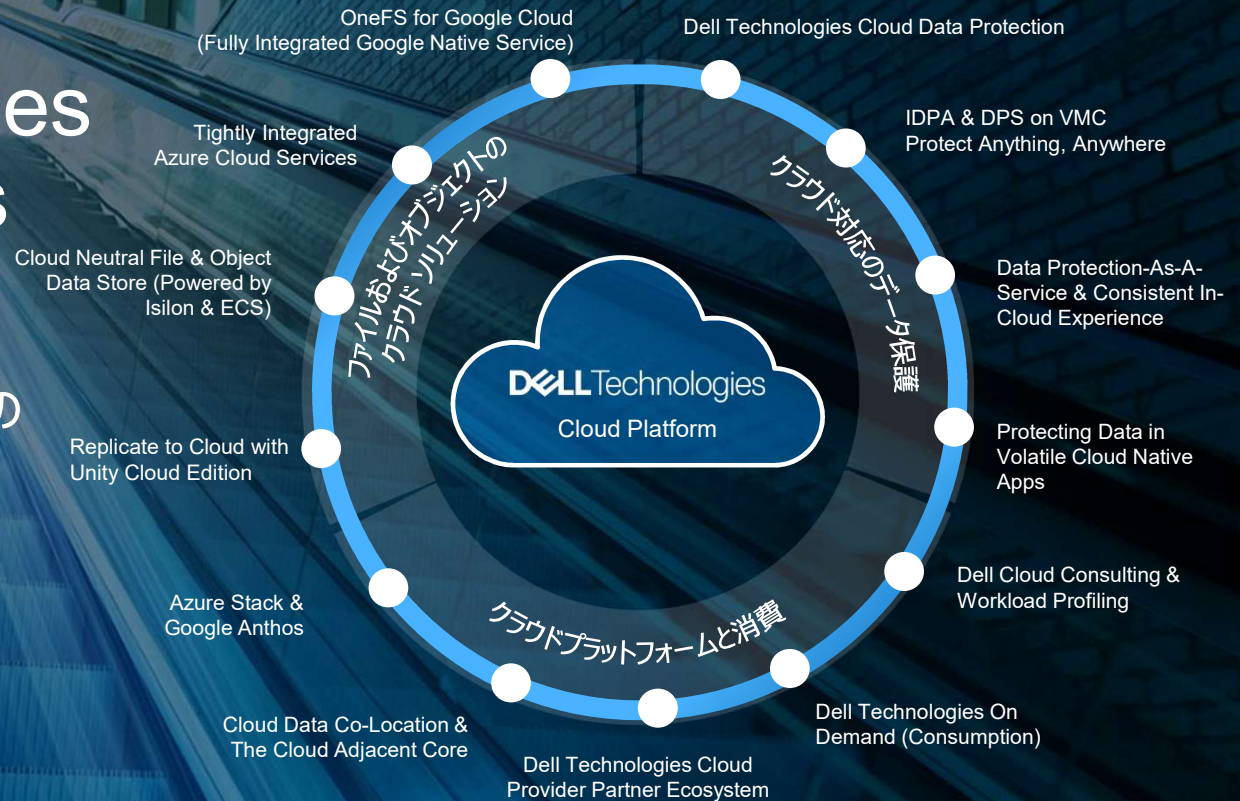 es
s
の
OneFS for Google Cloud
(Fully Integrated Google Native Service)
Tightly Integrated
Azure Cloud Services
Cloud Neutral File & Object
Data Store (Powered by
Isilon & ECS)
Replicate to Cloud with
Unity Cloud Edition
Azure Stack &
Google Anthos
Cloud Data Co-Location &
The Cloud Adjacent Core
Dell Technologies Cloud
Provider Partner Ecosystem
Dell Technologies On
Demand (Consumption)
Dell Cloud Consulting &
Workload Profiling
Protecting Data in
Volatile Cloud Native
Apps
Data Protection-As-A-
Service & Consistent In-
Cloud Experience
IDPA & DPS on VMC
Protect Anything, Anywhere
Dell Technologies Cloud Data Protection
ファイルおよびオブジェクトの
クラウド ソリューション
クラウド対応のデータ保護
クラウドプラットフォームと消費
DELLTechnologies
Cloud Platform